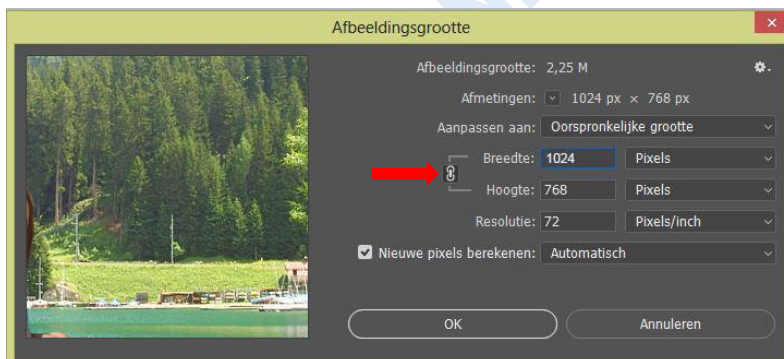 Afbeeldingsgrootte
Afbeeldingsgrootte: 2,25 M
Afmetingen: 1024 px × 768 px
Aanpassen aan: Oorspronkelijke grootte
Breedte: 1024 Pixels
Hoogte: 768 Pixels
Resolutie: 72 Pixels/inch
Nieuwe pixels berekenen: Automatisch
OK Annuleren